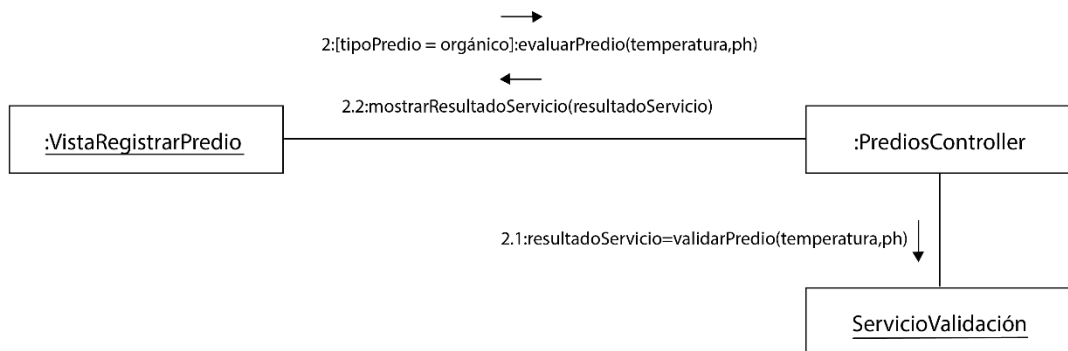 2:[tipoPredio = orgánico]:evaluarPredio(temperatura,ph)
2.2:mostrarResultadoServicio(resultadoServicio)
:VistaRegistrarPredio
:PrediosController
2.1:resultadoServicio=validarPredio(temperatura,ph)
ServicioValidación